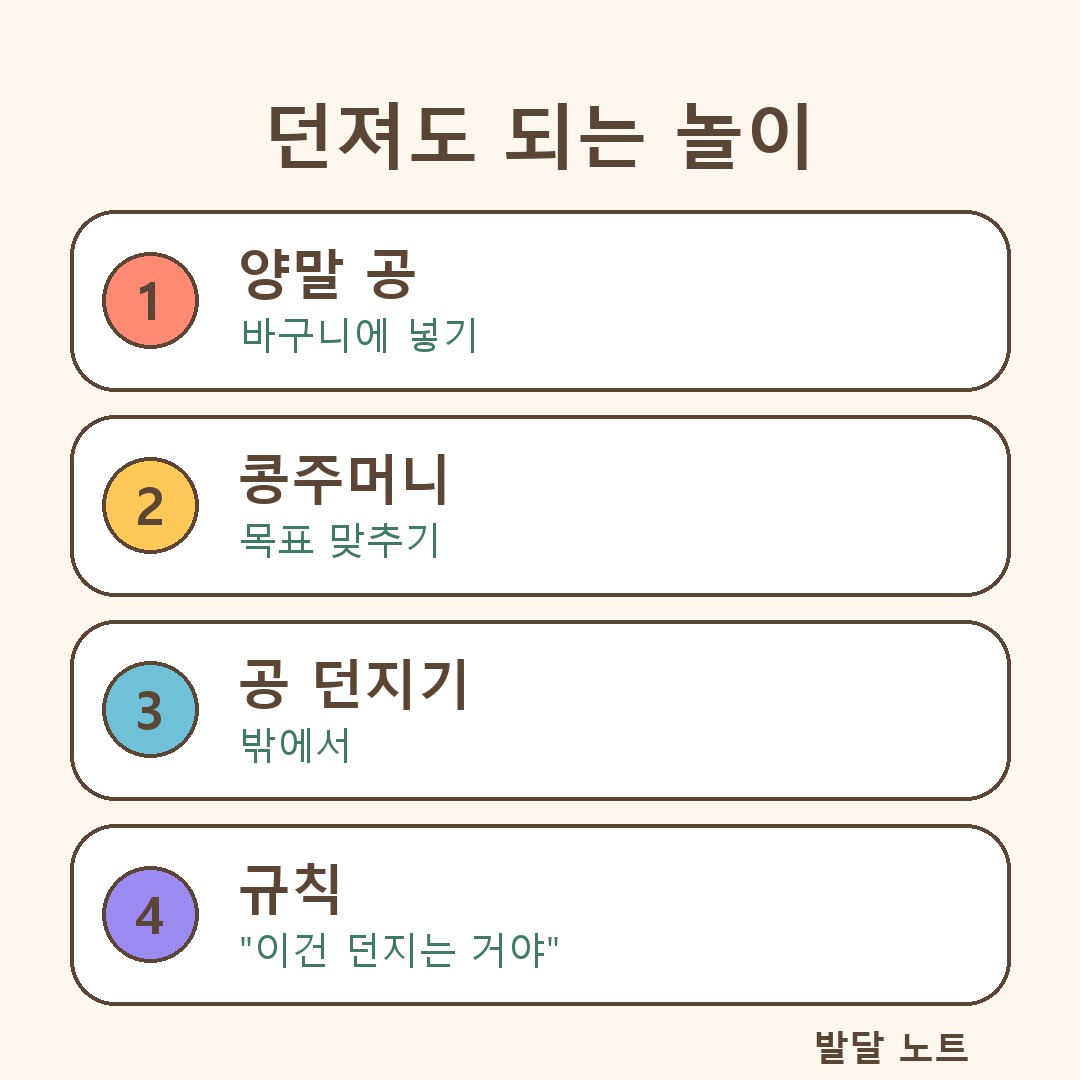 던져도 되는 놀이
1
양말 공
바구니에 넣기
2
콩주머니
목표 맞추기
3
공 던지기
밖에서
4
규칙
"이건 던지는 거야"
발달 노트